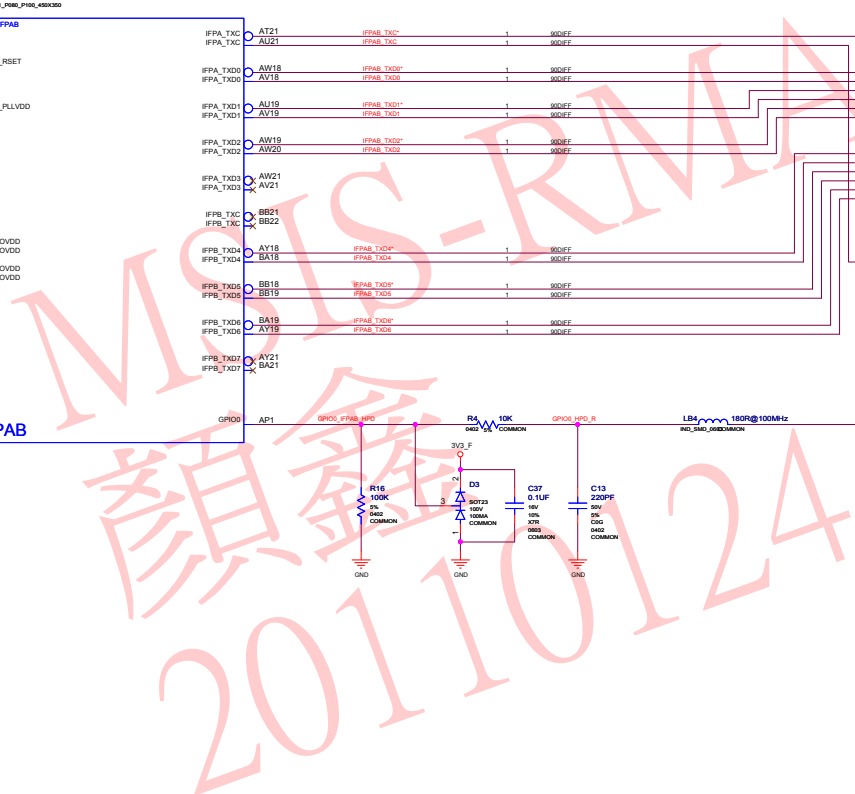 _P080_P100_450X350
FPAB
_RSET
_PLLVDD
OVDD
OVDD
OVDD
OVDD
PAB
IFPA_TXC AT21 IFPAB_TXC* 1 90DIFF
IFPA_TXC AU21 IFPAB_TXC 1 90DIFF
IFPA_TXD0 AW18 IFPAB_TXD0* 1 90DIFF
IFPA_TXD0 AV18 IFPAB_TXD0 1 90DIFF
IFPA_TXD1 AU19 IFPAB_TXD1* 1 90DIFF
IFPA_TXD1 AV19 IFPAB_TXD1 1 90DIFF
IFPA_TXD2 AW19 IFPAB_TXD2* 1 90DIFF
IFPA_TXD2 AW20 IFPAB_TXD2 1 90DIFF
IFPA_TXD3 AW21
IFPA_TXD3 AV21
IFPB_TXC BB21
IFPB_TXC BB22
IFPB_TXD4 AY18 IFPAB_TXD4* 1 90DIFF
IFPB_TXD4 BA18 IFPAB_TXD4 1 90DIFF
IFPB_TXD5 BB18 IFPAB_TXD5* 1 90DIFF
IFPB_TXD5 BB19 IFPAB_TXD5 1 90DIFF
IFPB_TXD6 BA19 IFPAB_TXD6* 1 90DIFF
IFPB_TXD6 AY19 IFPAB_TXD6 1 90DIFF
IFPB_TXD7 AY21
IFPB_TXD7 BA21
GPIO0 AP1 GPIO0_IFPAB_HPD
R4 10K
0402 5% COMMON
GPIO0_HPD_R
LB4 180R@100MHz
IND_SMD_0603 COMMON
3V3_F
R16
100K
5%
0402
COMMON
GND
2
3
1
D3
SOT23
100V
100MA
COMMON
GND
C37
0.1UF
16V
10%
X7R
0603
COMMON
C13
220PF
50V
5%
C0G
0402
COMMON
GND
MSIS-RMA
顏鑫
20110124